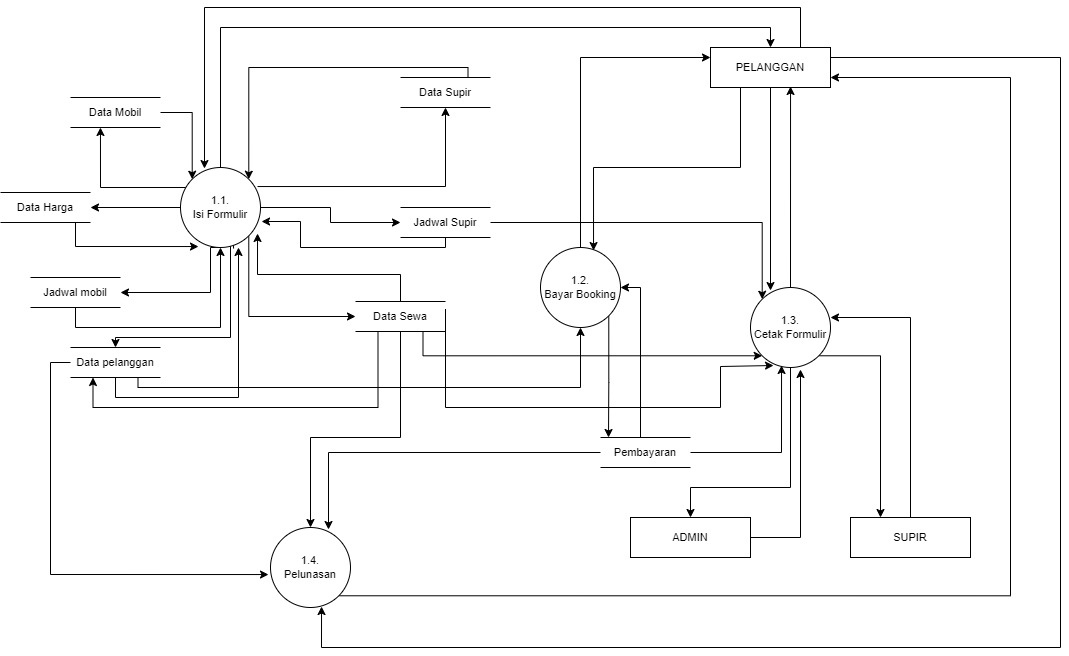 PELANGGAN
Data Supir
Data Mobil
1.1.
Isi Formulir
Data Harga
Jadwal Supir
1.2.
Bayar Booking
Jadwal mobil
Data Sewa
1.3.
Cetak Formulir
Data pelanggan
Pembayaran
ADMIN
SUPIR
1.4.
Pelunasan